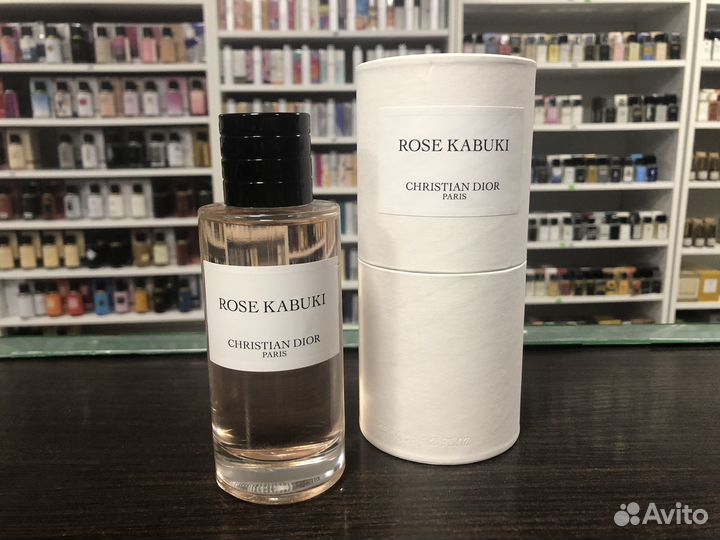 ROSE KABUKI
CHRISTIAN DIOR
PARIS
ROSE KABUKI
CHRISTIAN DIOR
PARIS
Avito